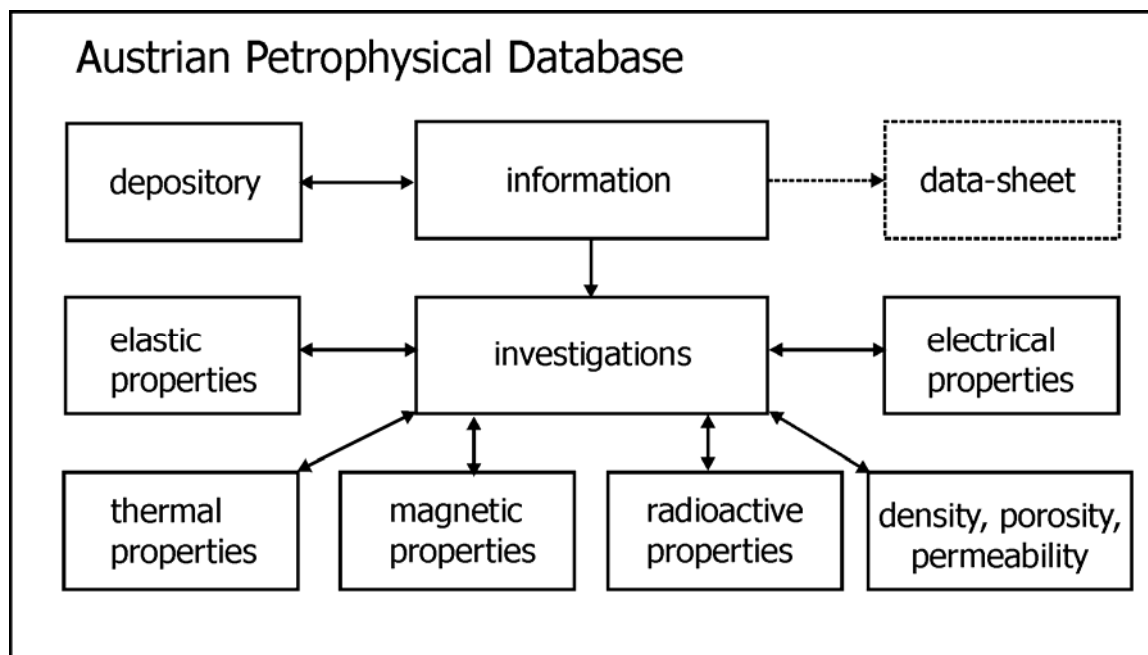 Austrian Petrophysical Database
depository
information
data-sheet
elastic
properties
investigations
electrical
properties
thermal
properties
magnetic
properties
radioactive
properties
density, porosity,
permeability